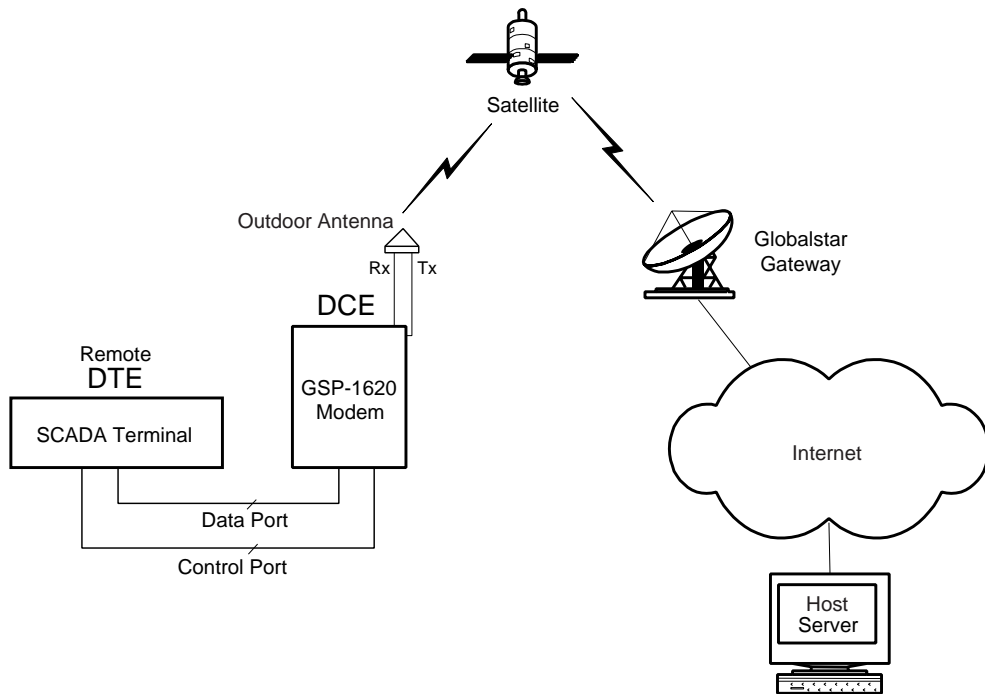 Satellite
Outdoor Antenna
Rx Tx
Globalstar
Gateway
DCE
Remote
DTE
GSP-1620
Modem
SCADA Terminal
Internet
Data Port
Control Port
Host
Server